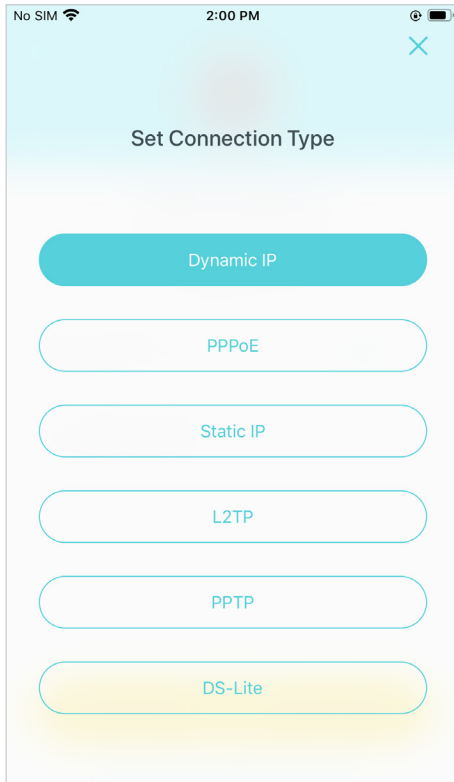 No SIM 2:00 PM
Set Connection Type
Dynamic IP
PPPoE
Static IP
L2TP
PPTP
DS-Lite